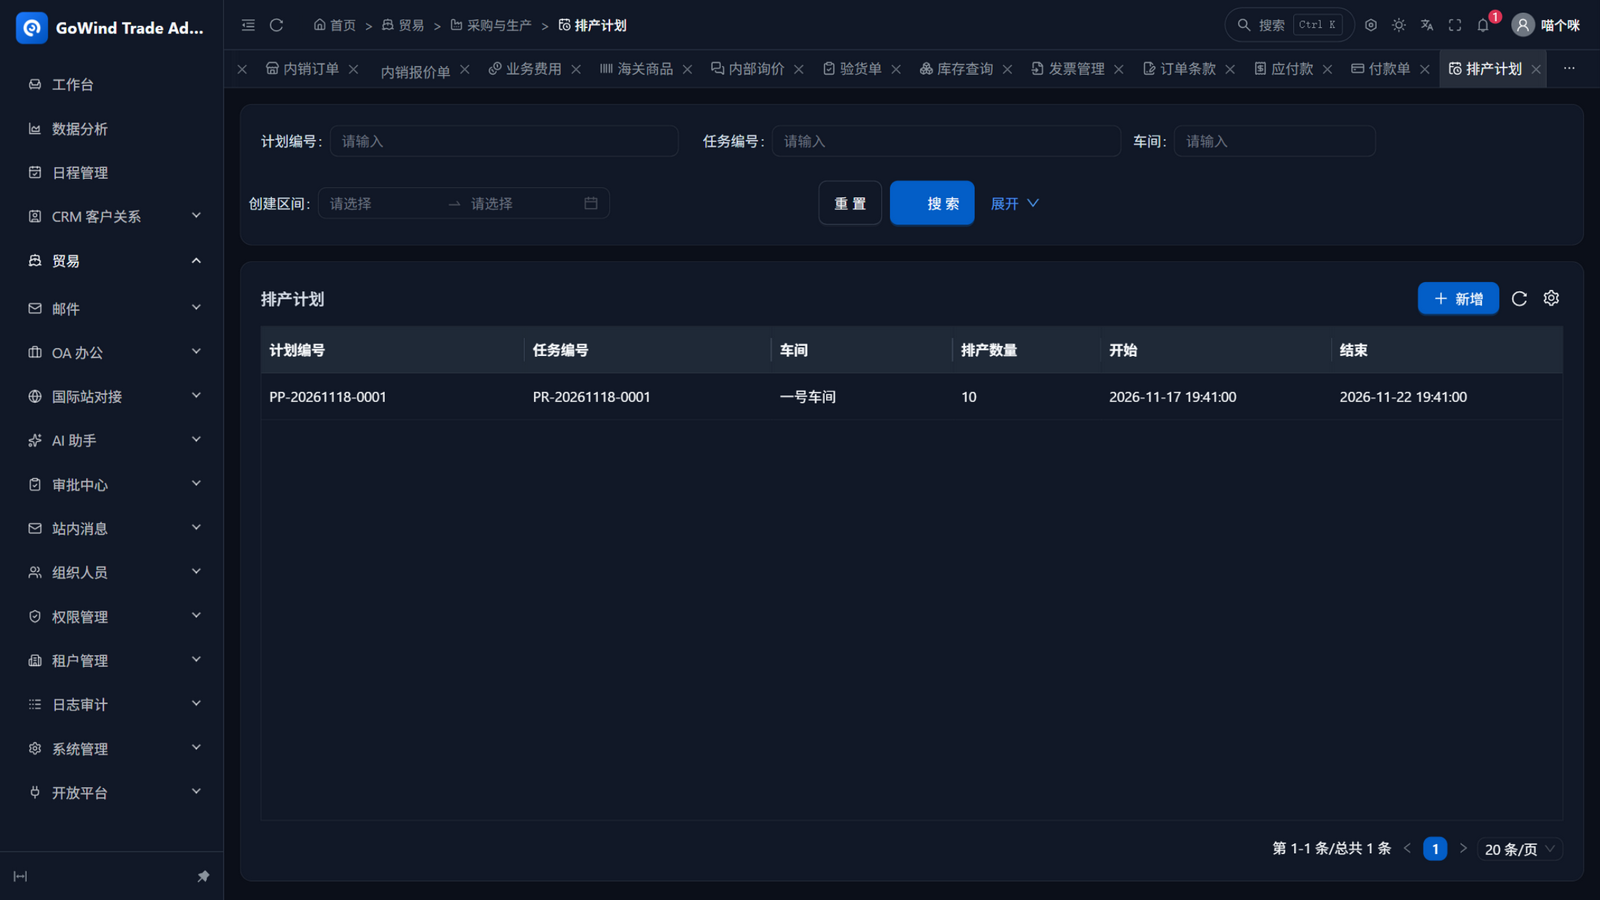 GoWind Trade Ad...
首页 > 贸易 > 采购与生产 > 排产计划
搜索 Ctrl K
1
喵个咪
内销订单
内销报价单
业务费用
海关商品
内部询价
验货单
库存查询
发票管理
订单条款
应付款
付款单
排产计划
工作台
数据分析
日程管理
CRM 客户关系
贸易
邮件
OA 办公
国际站对接
AI 助手
审批中心
站内消息
组织人员
权限管理
租户管理
日志审计
系统管理
开放平台
计划编号: 请输入
任务编号: 请输入
车间: 请输入
创建区间: 请选择 请选择
重置
搜索
展开
排产计划
新增
计划编号 任务编号 车间 排产数量 开始 结束
PP-20261118-0001 PR-20261118-0001 一号车间 10 2026-11-17 19:41:00 2026-11-22 19:41:00
第 1-1 条/总共 1 条 < 1 > 20 条/页